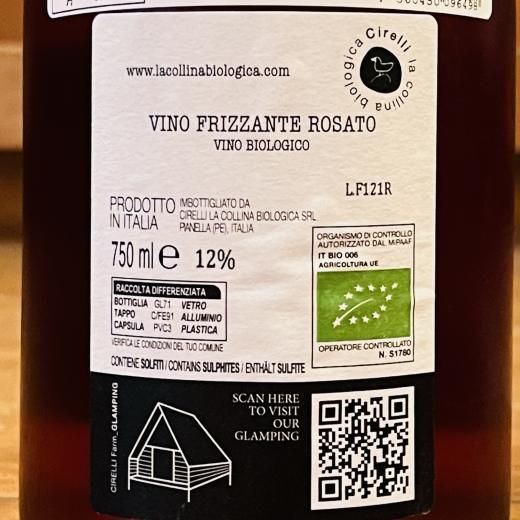 Cirelli la collina biologica
www.lacollinabiologica.com
VINO FRIZZANTE ROSATO
VINO BIOLOGICO
L.F121R
PRODOTTO
IN ITALIA
IMBOTTIGLIATO DA
CIRELLI LA COLLINA BIOLOGICA SRL
PIANELLA (PE), ITALIA
750 ml e 12%
RACCOLTA DIFFERENZIATA
BOTTIGLIA GL71 VETRO
TAPPO C/FE91 ALLUMINIO
CAPSULA PVC3 PLASTICA
VERIFICA LE CONDIZIONI DEL TUO COMUNE
CONTIENE SOLFITI / CONTAINS SULPHITES / ENTHÄLT SULFITE
ORGANISMO DI CONTROLLO
AUTORIZZATO DAL MiPAAF
IT BIO 006
AGRICOLTURA UE
OPERATORE CONTROLLATO
N. S1780
CIRELLI Farm_GLAMPING
SCAN HERE
TO VISIT
OUR
GLAMPING